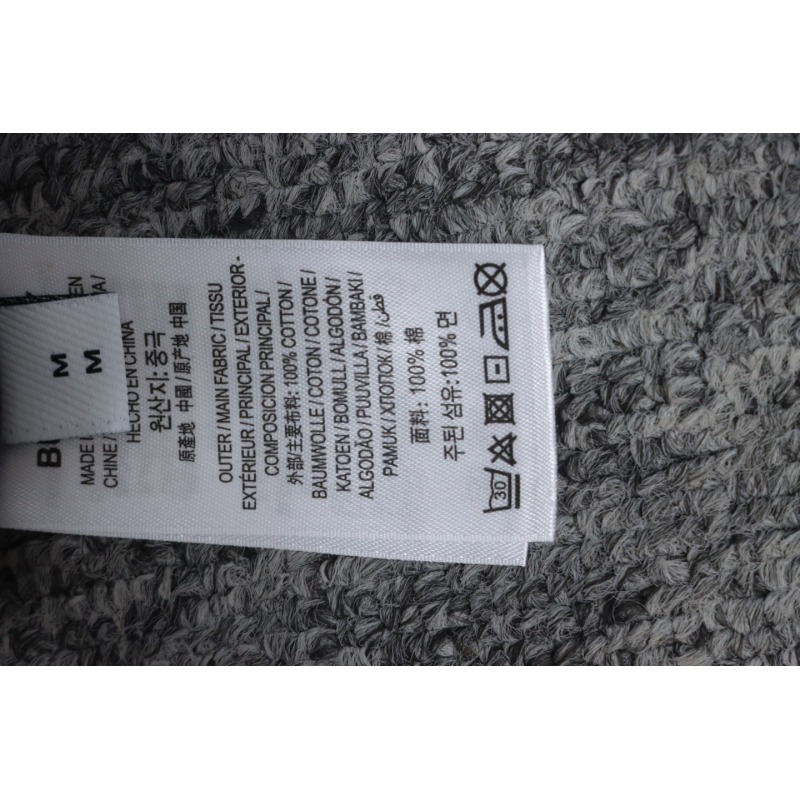 M
M
MADE
CHINE /
HECHO EN CHINA
원산지: 중국
原產地 中國 / 原产地 中国
OUTER / MAIN FABRIC / TISSU
EXTÉRIEUR / PRINCIPAL / EXTERIOR -
COMPOSICION PRINCIPAL /
外部/主要布料: 100% COTTON /
BAUMWOLLE / COTON / COTONE /
KATOEN / BOMULL / ALGODÓN /
ALGODÃO / PUUVILLA / BAMBAKI /
PAMUK / ХЛОПОК / 棉 / قطن /
面料: 100% 棉
주된 섬유: 100% 면
30